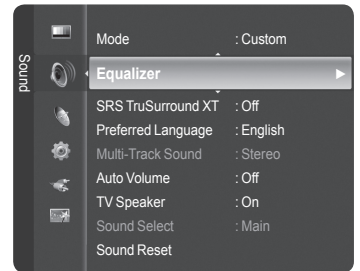 Sound
Mode : Custom
Equalizer
SRS TruSurround XT : Off
Preferred Language : English
Multi-Track Sound : Stereo
Auto Volume : Off
TV Speaker : On
Sound Select : Main
Sound Reset